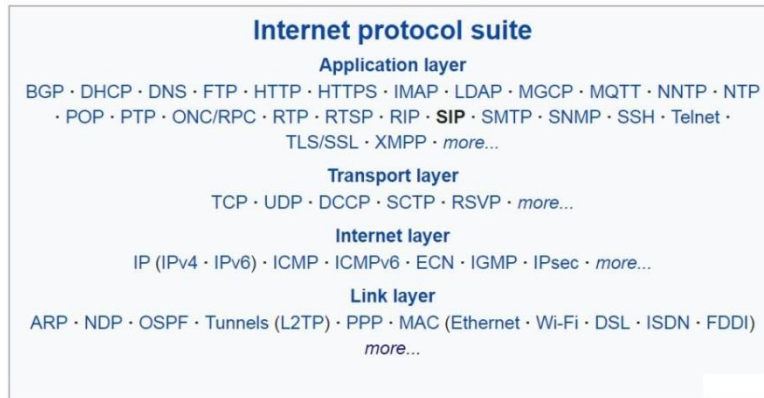 Internet protocol suite
Application layer
BGP · DHCP · DNS · FTP · HTTP · HTTPS · IMAP · LDAP · MGCP · MQTT · NNTP · NTP
· POP · PTP · ONC/RPC · RTP · RTSP · RIP · SIP · SMTP · SNMP · SSH · Telnet ·
TLS/SSL · XMPP · more...
Transport layer
TCP · UDP · DCCP · SCTP · RSVP · more...
Internet layer
IP (IPv4 · IPv6) · ICMP · ICMPv6 · ECN · IGMP · IPsec · more...
Link layer
ARP · NDP · OSPF · Tunnels (L2TP) · PPP · MAC (Ethernet · Wi-Fi · DSL · ISDN · FDDI)
more...